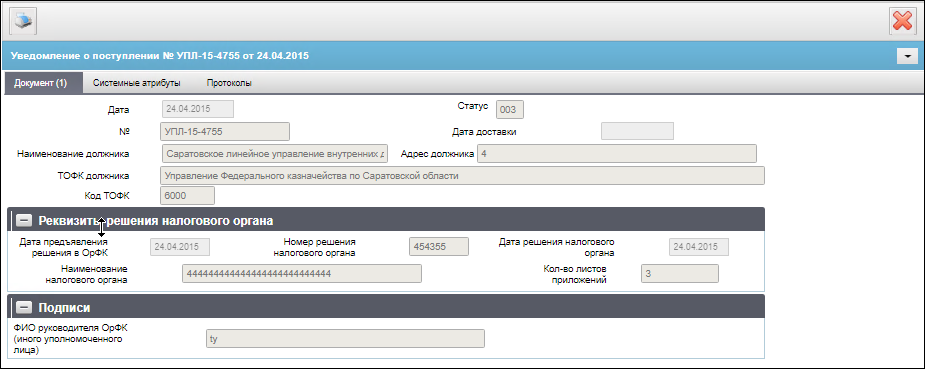 Уведомление о поступлении № УПЛ-15-4755 от 24.04.2015
Документ (1) Системные атрибуты Протоколы
Дата 24.04.2015 Статус 003
№ УПЛ-15-4755 Дата доставки
Наименование должника Саратовское линейное управление внутренних д Адрес должника 4
ТОФК должника Управление Федерального казначейства по Саратовской области
Код ТОФК 6000
Реквизиты решения налогового органа
Дата предъявления решения в ОрФК 24.04.2015 Номер решения налогового органа 454355 Дата решения налогового органа 24.04.2015
Наименование налогового органа Кол-во листов приложений 3
Подписи
ФИО руководителя ОрФК
(иного уполномоченного
лица)
ty